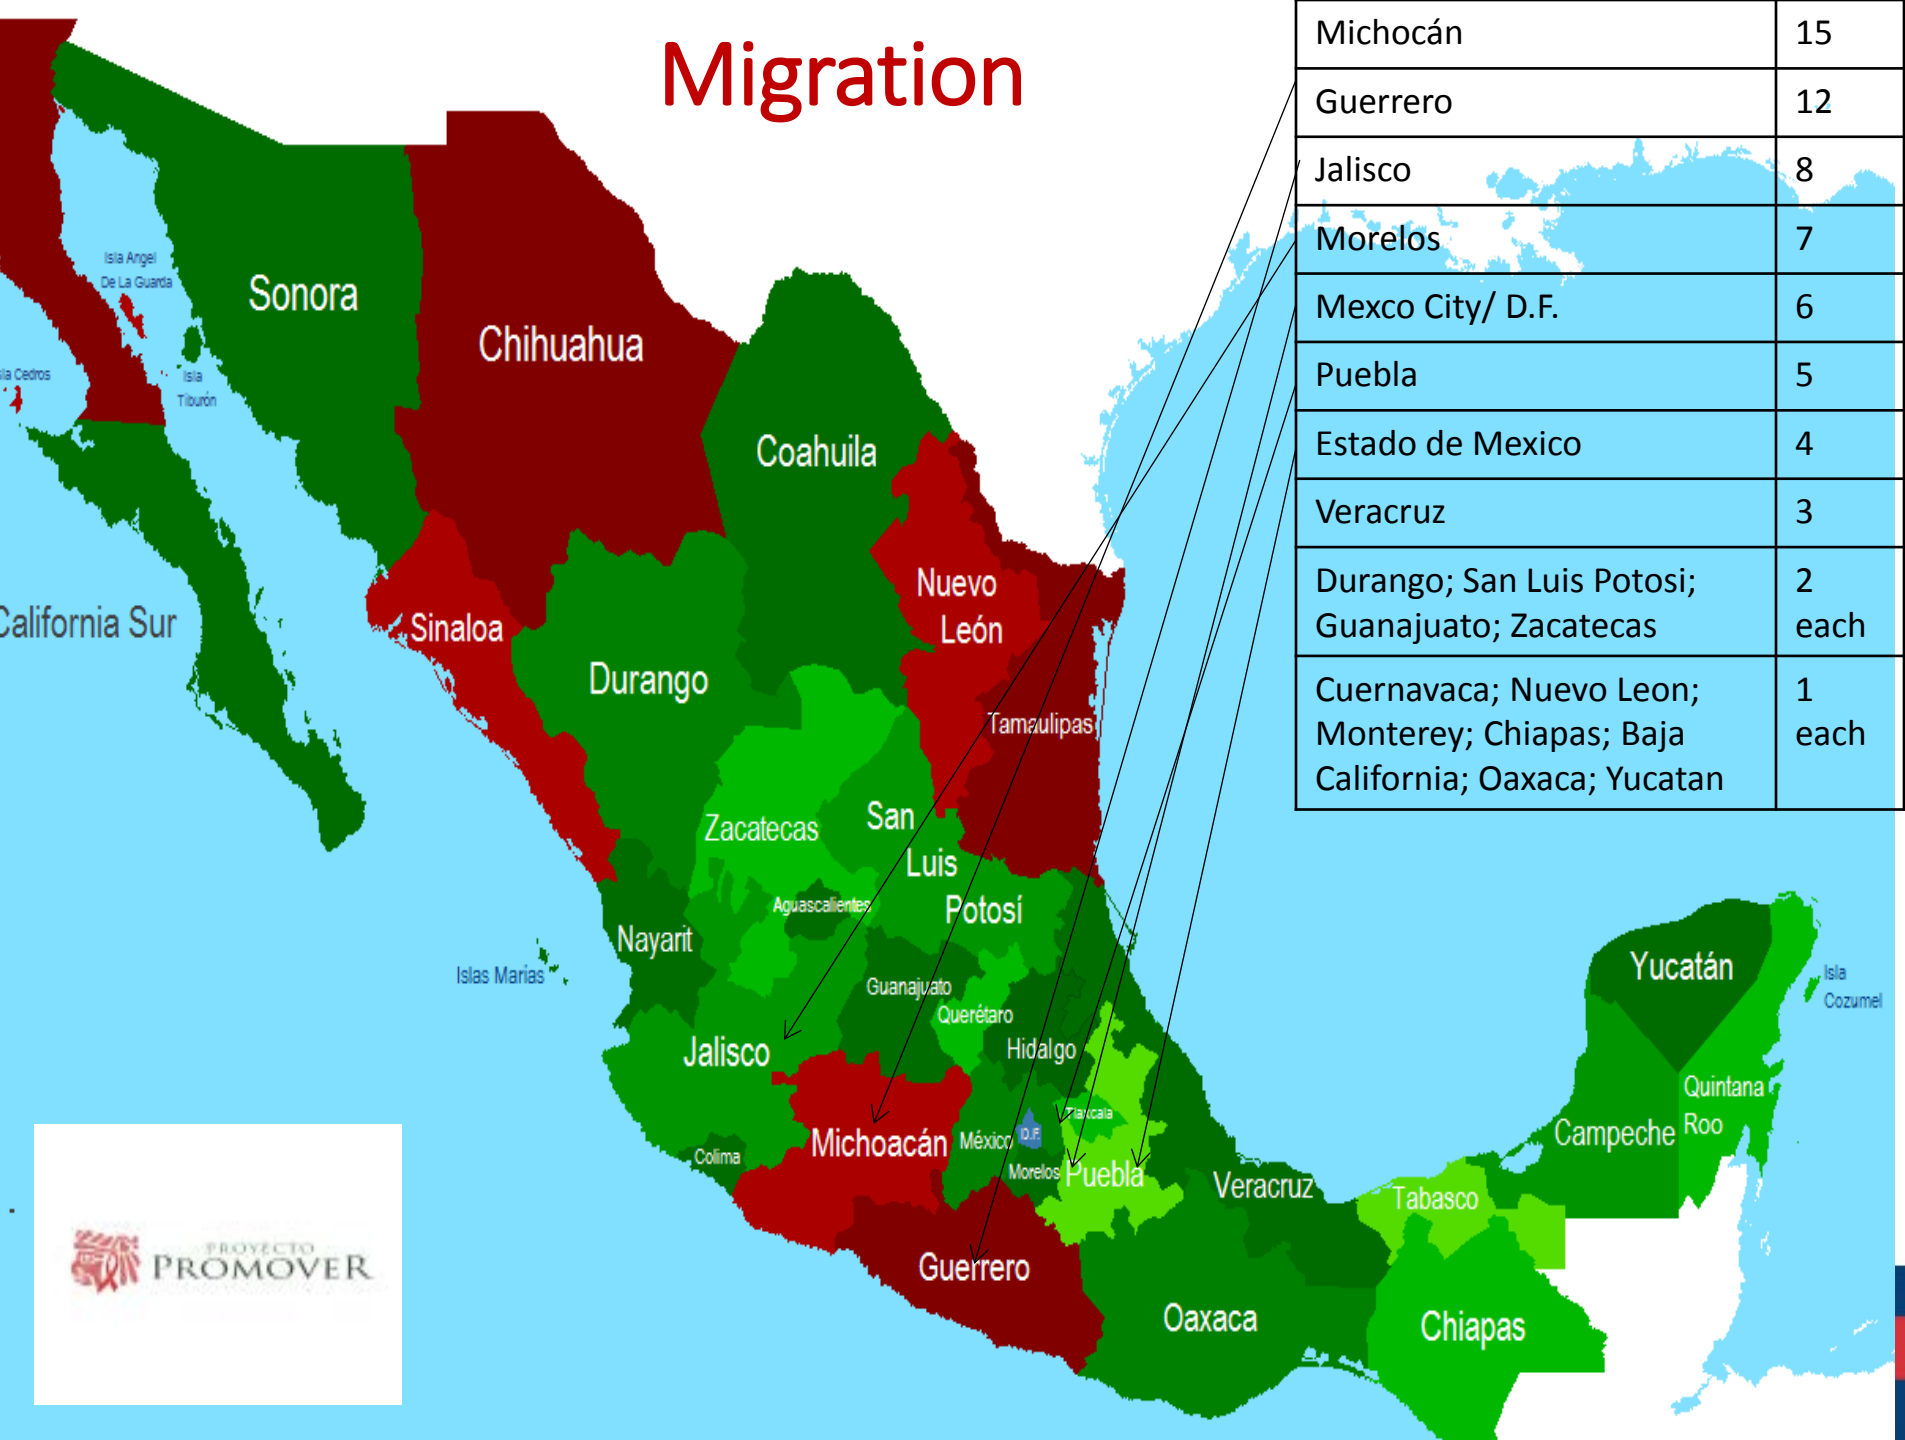 Migration
Michocán 15
Guerrero 12
Jalisco 8
Morelos 7
Mexco City/ D.F. 6
Puebla 5
Estado de Mexico 4
Veracruz 3
Durango; San Luis Potosi; 2
Guanajuato; Zacatecas each
Cuernavaca; Nuevo Leon; 1
Monterey; Chiapas; Baja each
California; Oaxaca; Yucatan
Isla Angel
De La Guarda
Sonora
Chihuahua
Isla
Tiburón
Cedros
Coahuila
Nuevo
León
California Sur
Sinaloa
Durango
Tamaulipas
Zacatecas
San
Luis
Potosí
Aguascalientes
Nayarit
Islas Marias
Guanajuato
Querétaro
Hidalgo
Jalisco
Yucatán
Isla
Cozumel
Quintana
Roo
Campeche
Tlaxcala
Michoacán
México
D.F.
Colima
Morelos
Puebla
Veracruz
Tabasco
Guerrero
Oaxaca
Chiapas
PROYECTO
PROMOVER